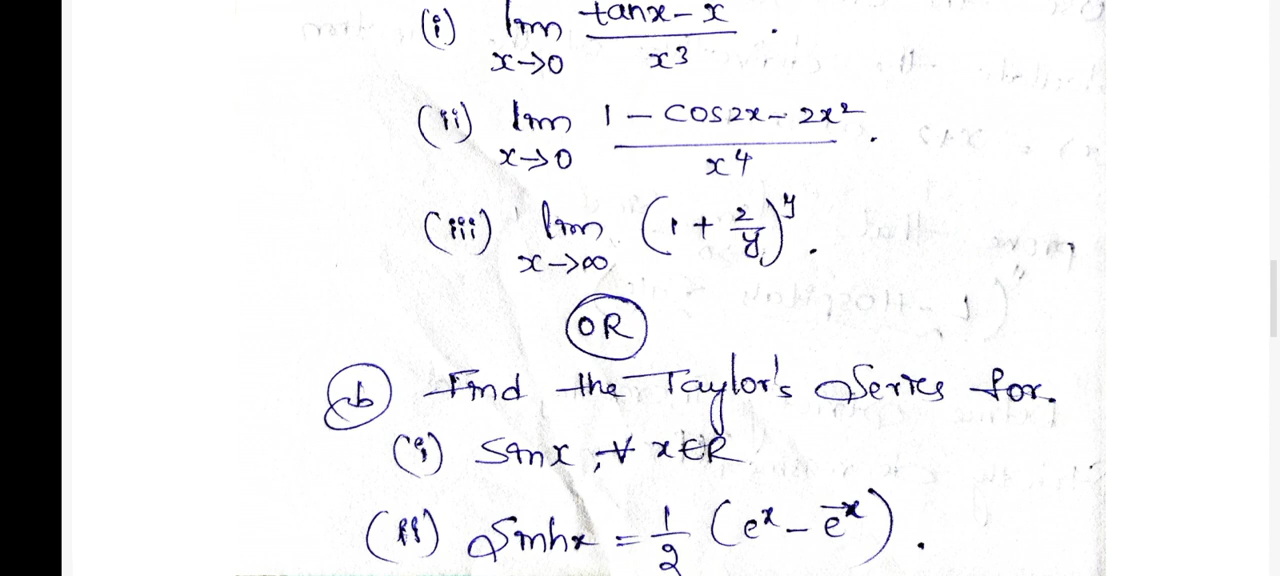 (i) lim x→0 tanx - x / x³ .
(ii) lim x→0 1 - cos2x - 2x² / x⁴ .
(iii) lim x→∞ (1 + 2/y)^y .
OR
b Find the Taylor's Series for.
(i) Sinx, ∀ x∈R
(ii) Sinhx = 1/2 (eˣ - e⁻ˣ) .